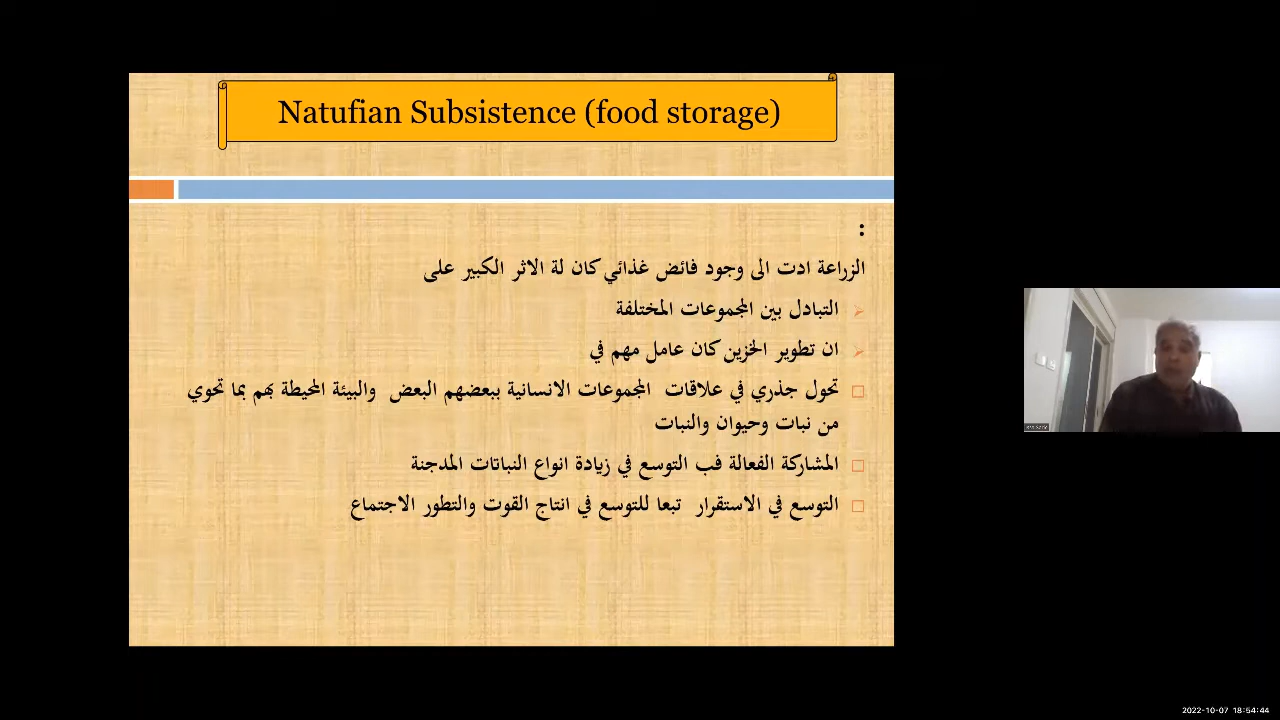 Natufian Subsistence (food storage)
:
الزراعة ادت الى وجود فائض غذائي كان لة الاثر الكبير على
التبادل بين المجموعات المختلفة
ان تطوير الخزين كان عامل مهم في
تحول جذري في علاقات المجموعات الانسانية ببعضهم البعض والبيئة المحيطة بهم بما تحوي
من نبات وحيوان والنبات
المشاركة الفعالة فب التوسع في زيادة انواع النباتات المدجنة
التوسع في الاستقرار تبعا للتوسع في انتاج القوت والتطور الاجتماع
2022-10-07 18:54:44